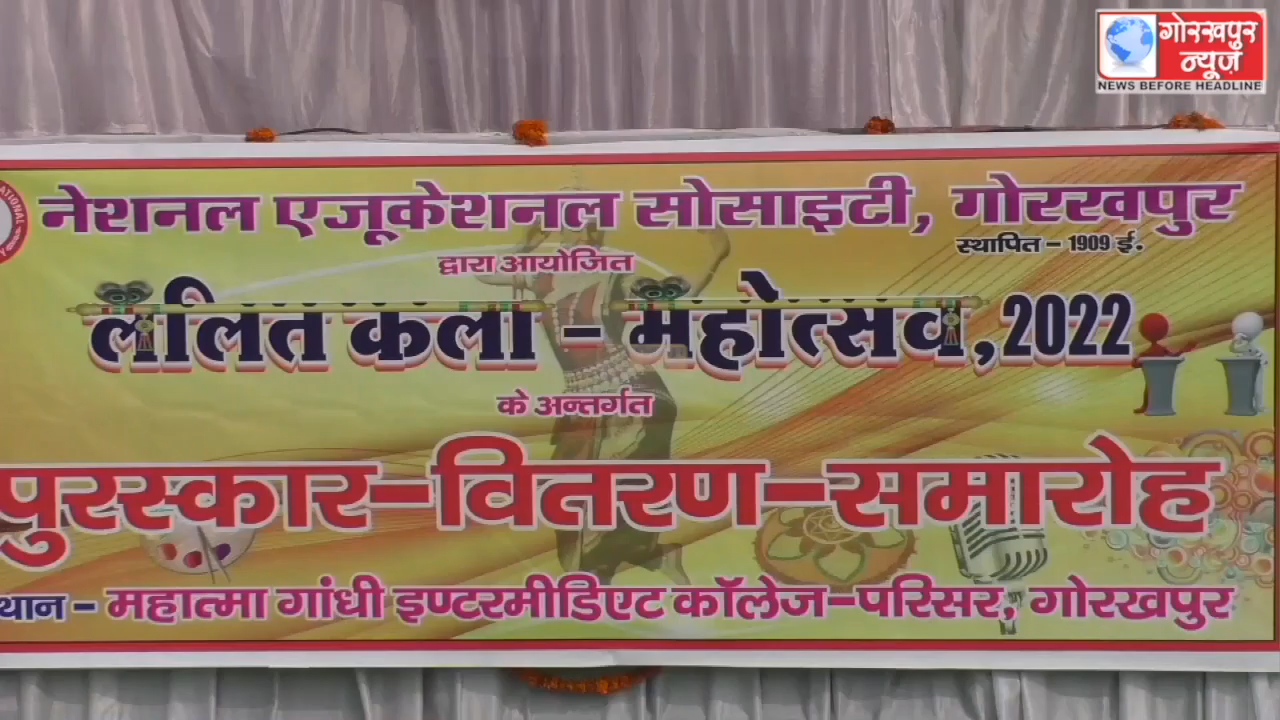 गोरखपुर
न्यूज़
NEWS BEFORE HEADLINE
नेशनल एजूकेशनल सोसाइटी, गोरखपुर
स्थापित - 1909 ई.
द्वारा आयोजित
ललित कला - महोत्सव, 2022
के अन्तर्गत
पुरस्कार-वितरण-समारोह
थान - महात्मा गांधी इण्टरमीडिएट कॉलेज-परिसर, गोरखपुर